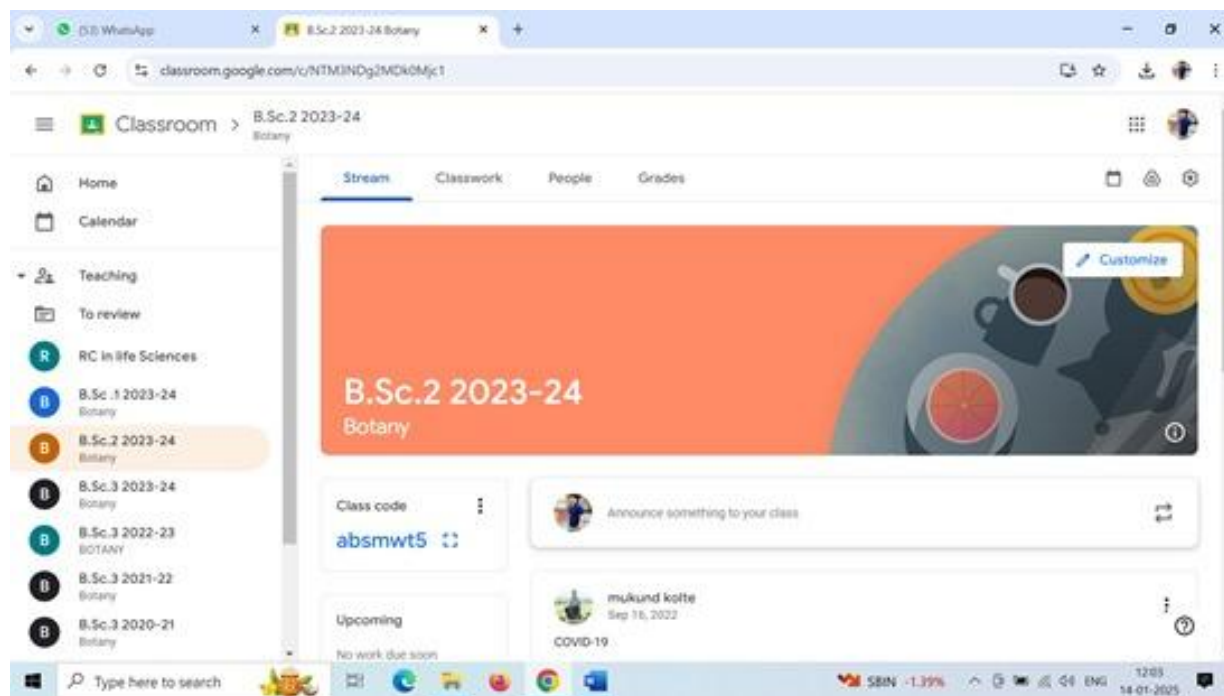 (53) WhatsApp
B.Sc.2 2023-24 Botany
classroom.google.com/c/NTM3NDg2MDk0Mjc1
Classroom > B.Sc.2 2023-24
Botany
Home
Calendar
Teaching
To review
R RC in life Sciences
B B.Sc .1 2023-24
Botany
B B.Sc.2 2023-24
Botany
B B.Sc.3 2023-24
Botany
B B.Sc.3 2022-23
BOTANY
B B.Sc.3 2021-22
Botany
B B.Sc.3 2020-21
Botany
Stream Classwork People Grades
Customize
B.Sc.2 2023-24
Botany
Class code
absmwt5
Upcoming
No work due soon
Announce something to your class
mukund kolte
Sep 16, 2022
COVID-19
Type here to search
SBIN -1.39%
ENG
12:03
14-01-2025